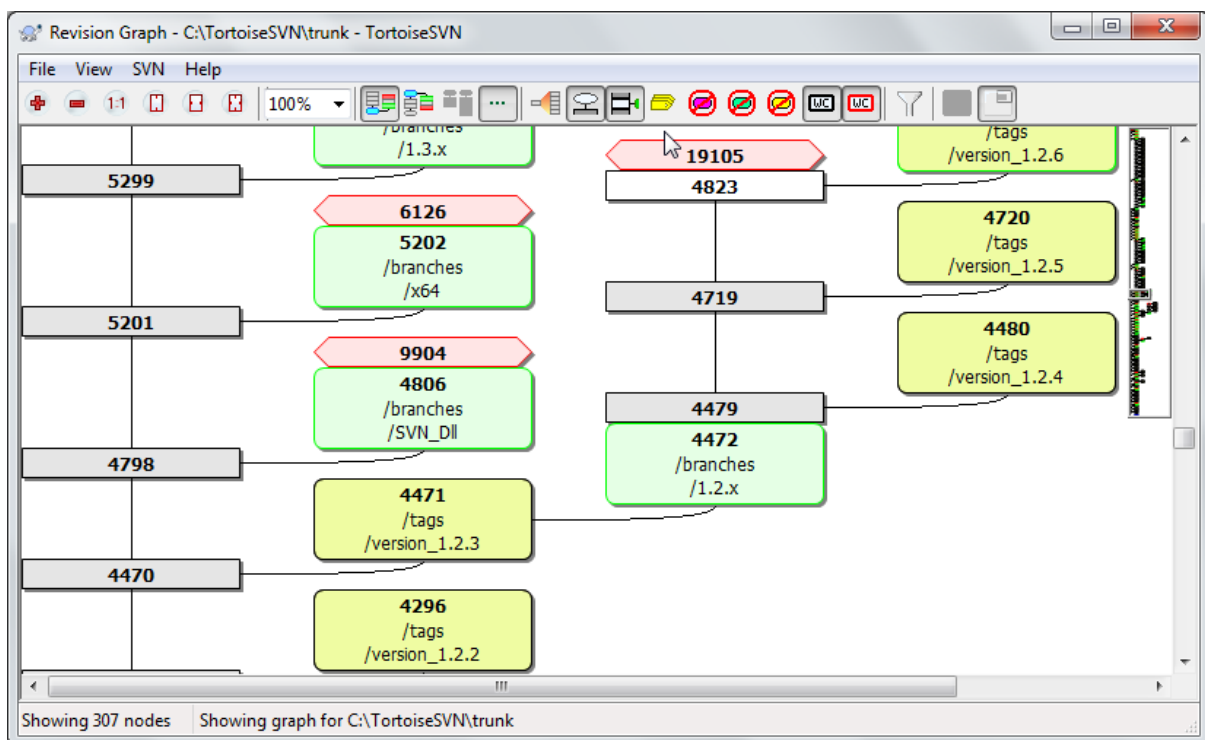 Revision Graph - C:\TortoiseSVN\trunk - TortoiseSVN
File View SVN Help
1:1 100% ... WC WC
/branches
/1.3.x
5299
6126
5202
/branches
/x64
5201
9904
4806
/branches
/SVN_Dll
4798
4471
/tags
/version_1.2.3
4470
4296
/tags
/version_1.2.2
19105
4823
4719
4479
4472
/branches
/1.2.x
/tags
/version_1.2.6
4720
/tags
/version_1.2.5
4480
/tags
/version_1.2.4
Showing 307 nodes Showing graph for C:\TortoiseSVN\trunk